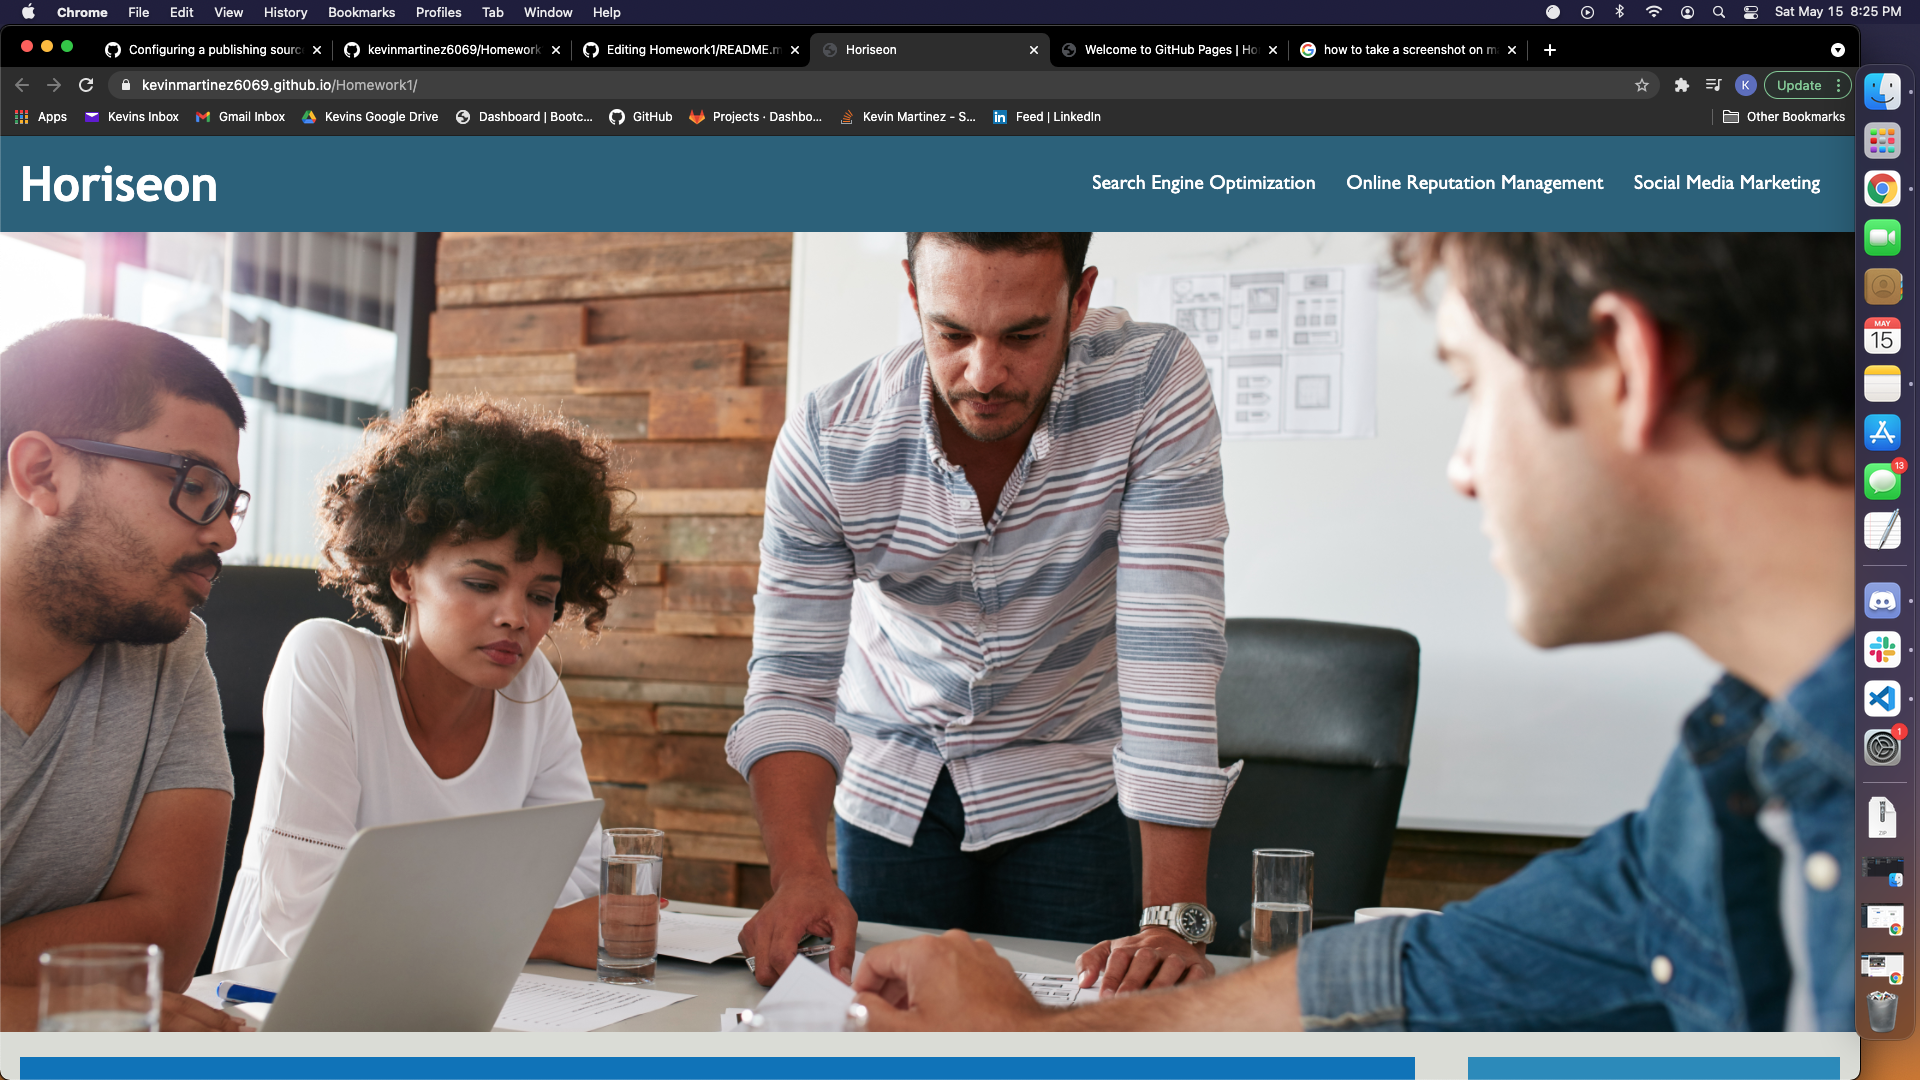 Chrome File Edit View History Bookmarks Profiles Tab Window Help Sat May 15 8:25 PM
Configuring a publishing sourc kevinmartinez6069/Homework Editing Homework1/README.m Horiseon Welcome to GitHub Pages | Ho how to take a screenshot on m
kevinmartinez6069.github.io/Homework1/ K Update
Apps Kevins Inbox Gmail Inbox Kevins Google Drive Dashboard | Bootc... GitHub Projects · Dashbo... Kevin Martinez - S... Feed | LinkedIn Other Bookmarks
Horiseon Search Engine Optimization Online Reputation Management Social Media Marketing
MAY
15
13
1
ZIP